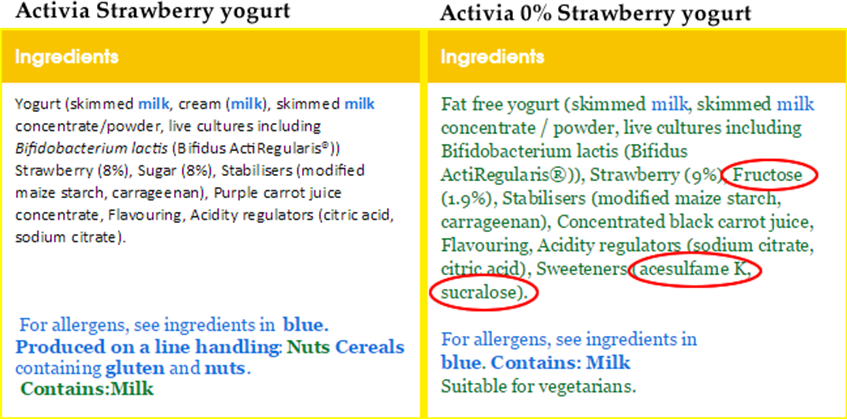 Activia Strawberry yogurt
Ingredients
Yogurt (skimmed milk, cream (milk), skimmed milk
concentrate/powder, live cultures including
Bifidobacterium lactis (Bifidus ActiRegularis®))
Strawberry (8%), Sugar (8%), Stabilisers (modified
maize starch, carrageenan), Purple carrot juice
concentrate, Flavouring, Acidity regulators (citric acid,
sodium citrate).
For allergens, see ingredients in blue.
Produced on a line handling: Nuts Cereals
containing gluten and nuts.
Contains:Milk
Activia 0% Strawberry yogurt
Ingredients
Fat free yogurt (skimmed milk, skimmed milk
concentrate / powder, live cultures including
Bifidobacterium lactis (Bifidus
ActiRegularis®)), Strawberry (9%), Fructose
(1.9%), Stabilisers (modified maize starch,
carrageenan), Concentrated black carrot juice,
Flavouring, Acidity regulators (sodium citrate,
citric acid), Sweeteners (acesulfame K,
sucralose).
For allergens, see ingredients in
blue. Contains: Milk
Suitable for vegetarians.